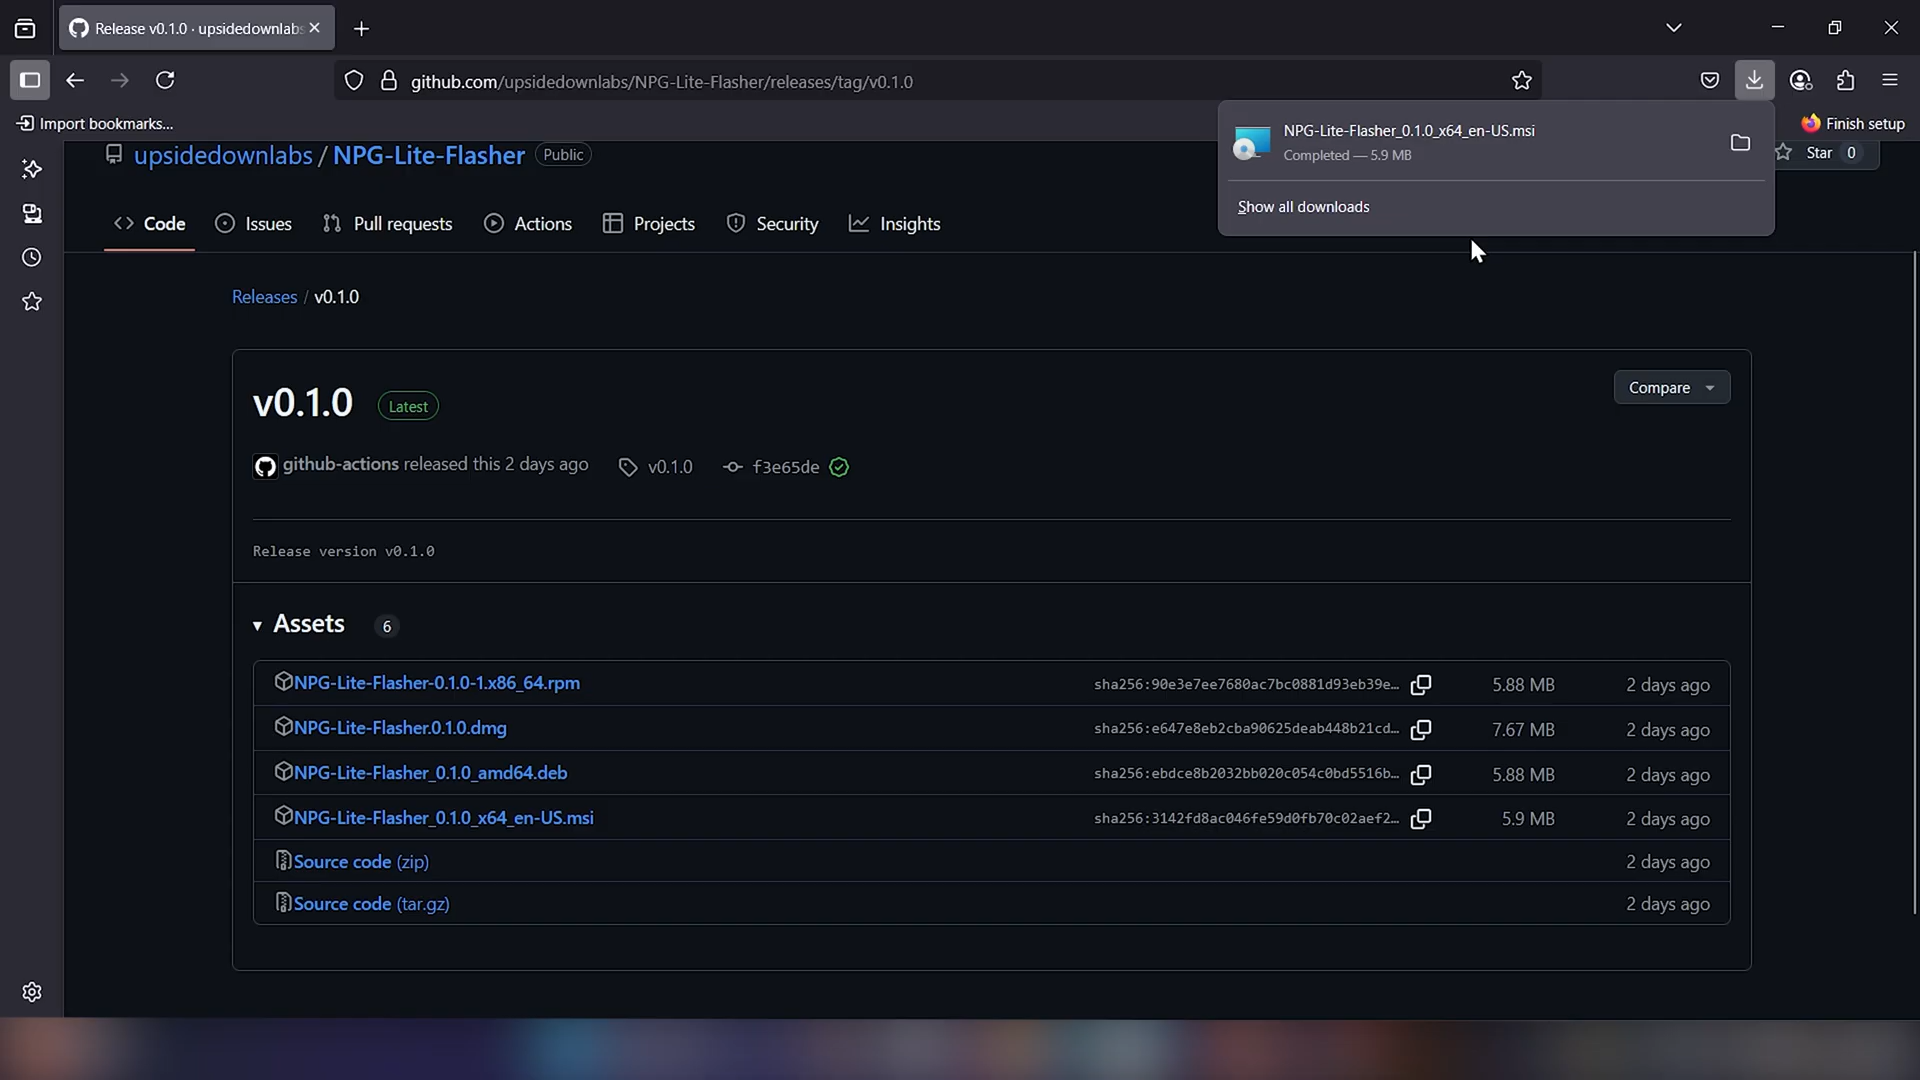 Release v0.1.0 · upsidedownlabs
github.com/upsidedownlabs/NPG-Lite-Flasher/releases/tag/v0.1.0
Import bookmarks...
Finish setup
NPG-Lite-Flasher_0.1.0_x64_en-US.msi
Completed — 5.9 MB
Show all downloads
upsidedownlabs / NPG-Lite-Flasher Public
Star 0
Code Issues Pull requests Actions Projects Security Insights
Releases / v0.1.0
v0.1.0 Latest
Compare
github-actions released this 2 days ago v0.1.0 f3e65de
Release version v0.1.0
Assets 6
NPG-Lite-Flasher-0.1.0-1.x86_64.rpm sha256:90e3e7ee7680ac7bc0881d93eb39e... 5.88 MB 2 days ago
NPG-Lite-Flasher.0.1.0.dmg sha256:e647e8eb2cba90625deab448b21cd... 7.67 MB 2 days ago
NPG-Lite-Flasher_0.1.0_amd64.deb sha256:ebdce8b2032bb020c054c0bd5516b... 5.88 MB 2 days ago
NPG-Lite-Flasher_0.1.0_x64_en-US.msi sha256:3142fd8ac046fe59d0fb70c02aef2... 5.9 MB 2 days ago
Source code (zip) 2 days ago
Source code (tar.gz) 2 days ago